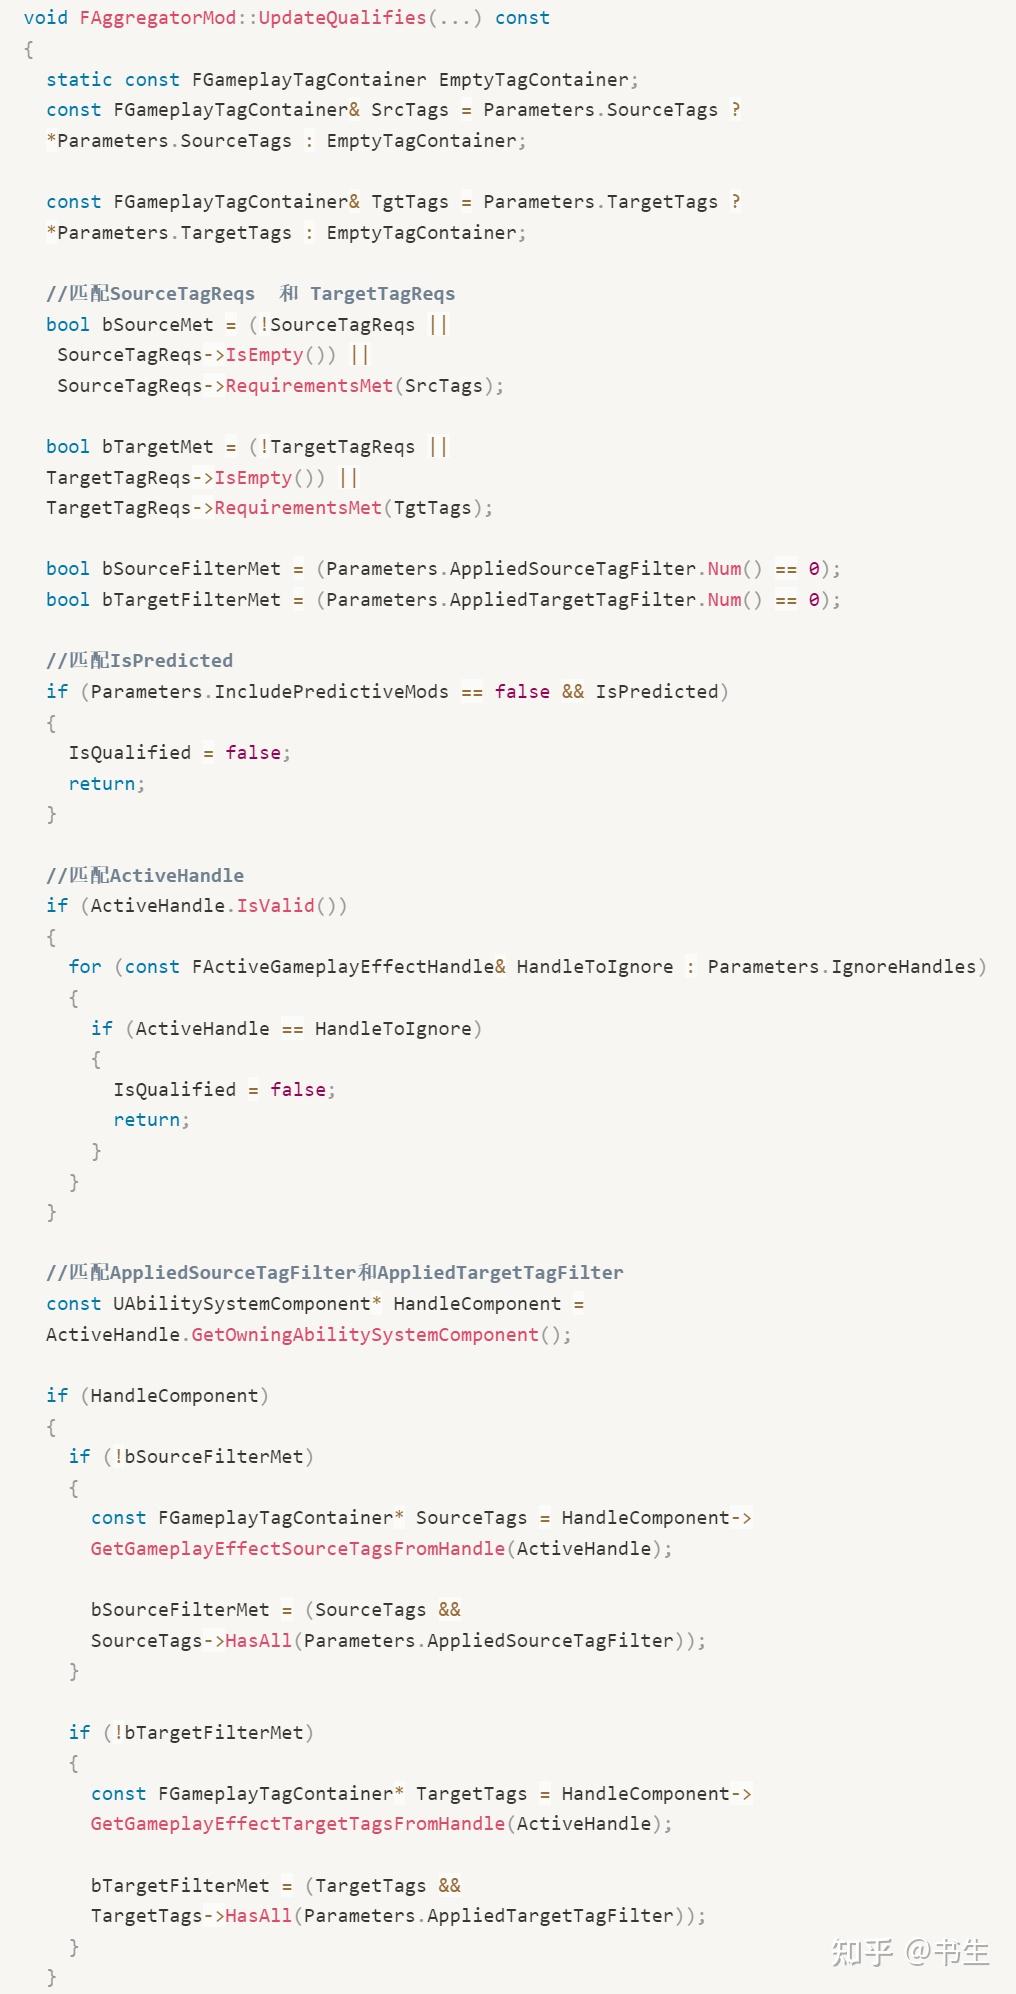 void FAggregatorMod::UpdateQualifies(...) const
{
  static const FGameplayTagContainer EmptyTagContainer;
  const FGameplayTagContainer& SrcTags = Parameters.SourceTags ?
  *Parameters.SourceTags : EmptyTagContainer;

  const FGameplayTagContainer& TgtTags = Parameters.TargetTags ?
  *Parameters.TargetTags : EmptyTagContainer;

  //匹配SourceTagReqs  和 TargetTagReqs
  bool bSourceMet = (!SourceTagReqs ||
   SourceTagReqs->IsEmpty()) ||
   SourceTagReqs->RequirementsMet(SrcTags);

  bool bTargetMet = (!TargetTagReqs ||
  TargetTagReqs->IsEmpty()) ||
  TargetTagReqs->RequirementsMet(TgtTags);

  bool bSourceFilterMet = (Parameters.AppliedSourceTagFilter.Num() == 0);
  bool bTargetFilterMet = (Parameters.AppliedTargetTagFilter.Num() == 0);

  //匹配IsPredicted
  if (Parameters.IncludePredictiveMods == false && IsPredicted)
  {
    IsQualified = false;
    return;
  }

  //匹配ActiveHandle
  if (ActiveHandle.IsValid())
  {
    for (const FActiveGameplayEffectHandle& HandleToIgnore : Parameters.IgnoreHandles)
    {
      if (ActiveHandle == HandleToIgnore)
      {
        IsQualified = false;
        return;
      }
    }
  }

  //匹配AppliedSourceTagFilter和AppliedTargetTagFilter
  const UAbilitySystemComponent* HandleComponent =
  ActiveHandle.GetOwningAbilitySystemComponent();

  if (HandleComponent)
  {
    if (!bSourceFilterMet)
    {
      const FGameplayTagContainer* SourceTags = HandleComponent->
      GetGameplayEffectSourceTagsFromHandle(ActiveHandle);

      bSourceFilterMet = (SourceTags &&
      SourceTags->HasAll(Parameters.AppliedSourceTagFilter));
    }

    if (!bTargetFilterMet)
    {
      const FGameplayTagContainer* TargetTags = HandleComponent->
      GetGameplayEffectTargetTagsFromHandle(ActiveHandle);

      bTargetFilterMet = (TargetTags &&
      TargetTags->HasAll(Parameters.AppliedTargetTagFilter));
    }
  }
知乎 @书生